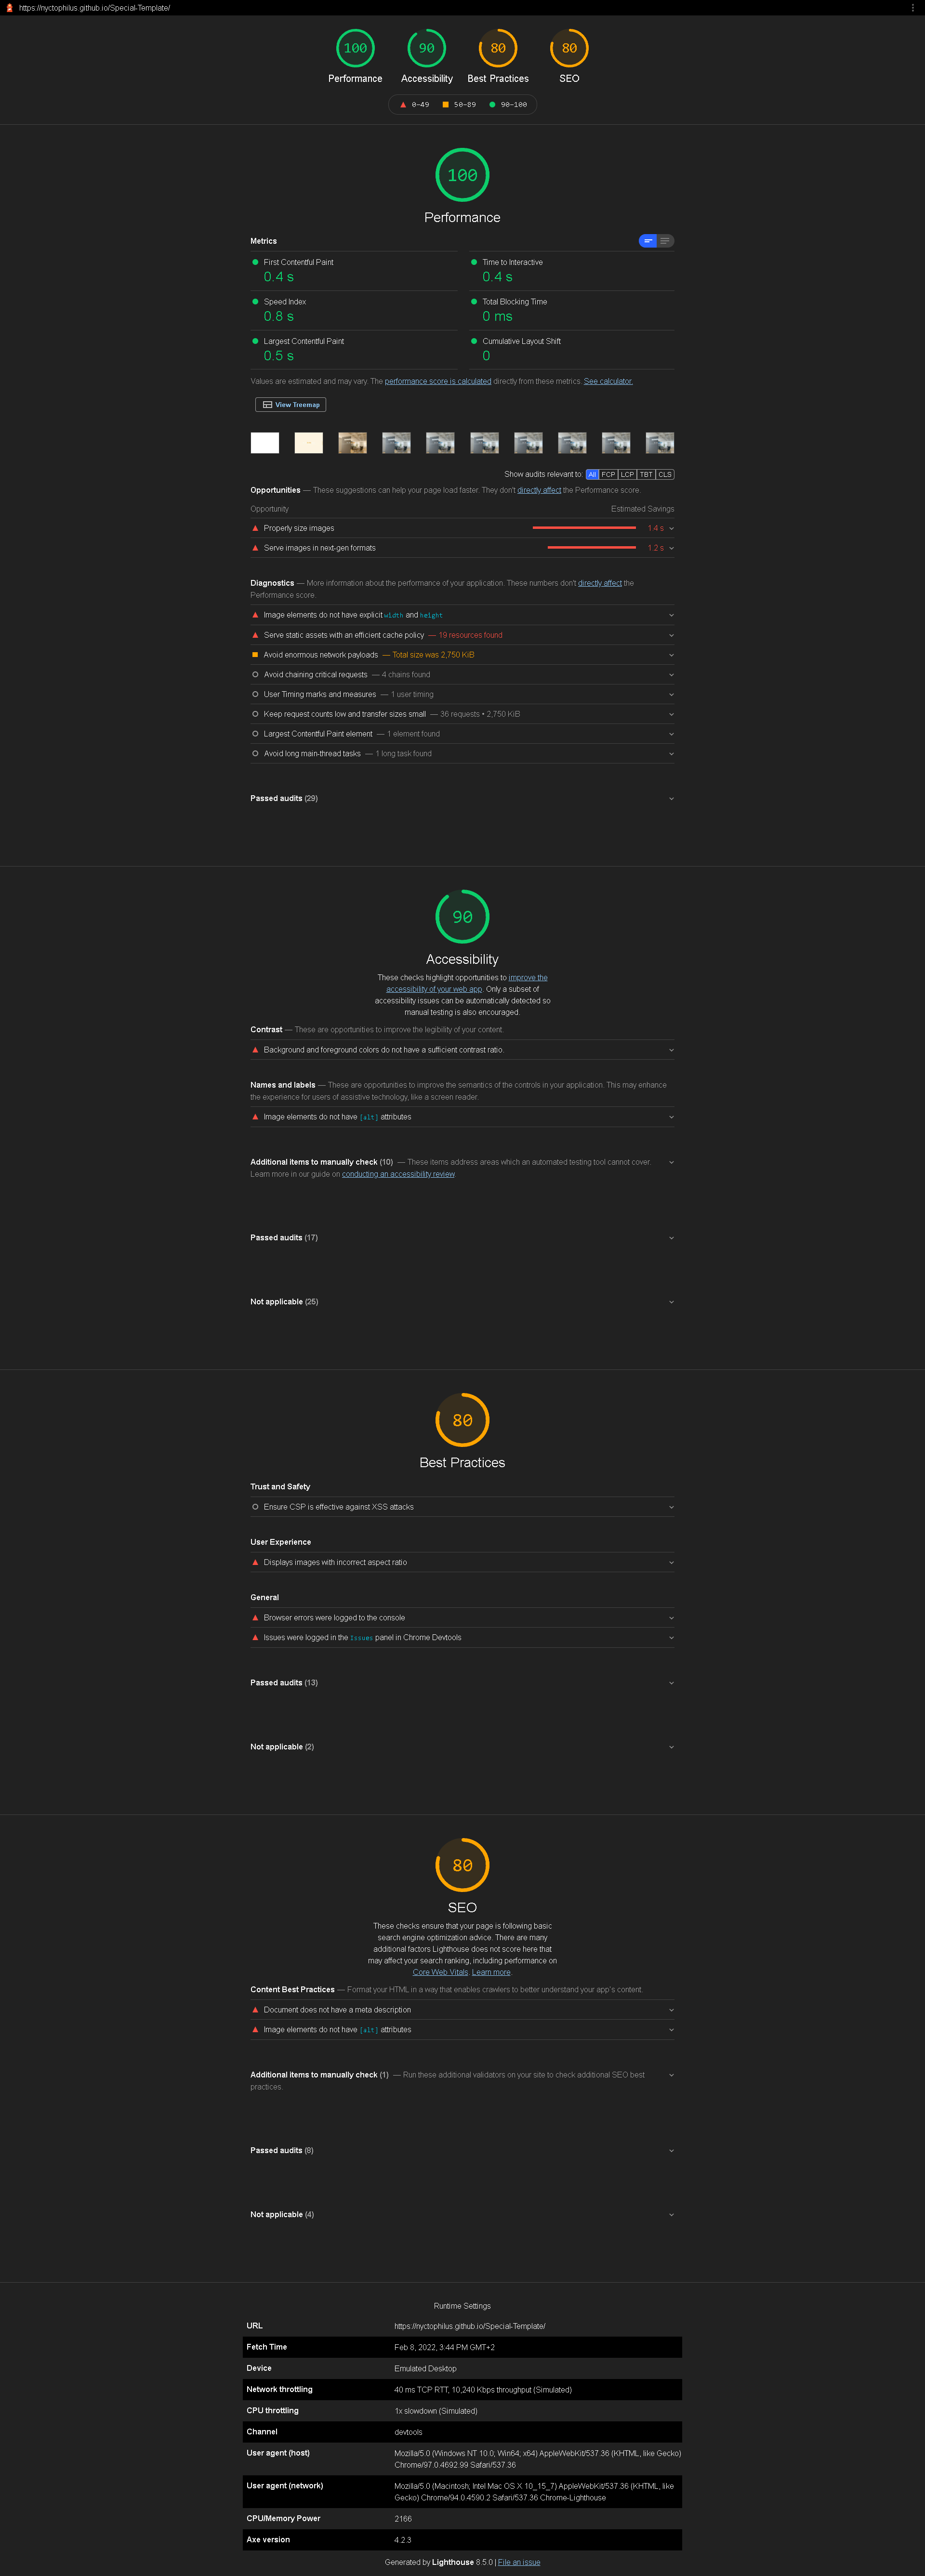 https://nyctophilus.github.io/Special-Template/
100
90
80
80
Performance
Accessibility
Best Practices
SEO
0–49
50–89
90–100
100
Performance
Metrics
First Contentful Paint
0.4 s
Time to Interactive
0.4 s
Speed Index
0.8 s
Total Blocking Time
0 ms
Largest Contentful Paint
0.5 s
Cumulative Layout Shift
0
Values are estimated and may vary. The performance score is calculated directly from these metrics. See calculator.
View Treemap
Show audits relevant to: All FCP LCP TBT CLS
Opportunities — These suggestions can help your page load faster. They don't directly affect the Performance score.
Opportunity Estimated Savings
Properly size images 1.4 s
Serve images in next-gen formats 1.2 s
Diagnostics — More information about the performance of your application. These numbers don't directly affect the
Performance score.
Image elements do not have explicit width and height
Serve static assets with an efficient cache policy — 19 resources found
Avoid enormous network payloads — Total size was 2,750 KiB
Avoid chaining critical requests — 4 chains found
User Timing marks and measures — 1 user timing
Keep request counts low and transfer sizes small — 36 requests • 2,750 KiB
Largest Contentful Paint element — 1 element found
Avoid long main-thread tasks — 1 long task found
Passed audits (29)
90
Accessibility
These checks highlight opportunities to improve the
accessibility of your web app. Only a subset of
accessibility issues can be automatically detected so
manual testing is also encouraged.
Contrast — These are opportunities to improve the legibility of your content.
Background and foreground colors do not have a sufficient contrast ratio.
Names and labels — These are opportunities to improve the semantics of the controls in your application. This may enhance
the experience for users of assistive technology, like a screen reader.
Image elements do not have [alt] attributes
Additional items to manually check (10) — These items address areas which an automated testing tool cannot cover.
Learn more in our guide on conducting an accessibility review.
Passed audits (17)
Not applicable (25)
80
Best Practices
Trust and Safety
Ensure CSP is effective against XSS attacks
User Experience
Displays images with incorrect aspect ratio
General
Browser errors were logged to the console
Issues were logged in the Issues panel in Chrome Devtools
Passed audits (13)
Not applicable (2)
80
SEO
These checks ensure that your page is following basic
search engine optimization advice. There are many
additional factors Lighthouse does not score here that
may affect your search ranking, including performance on
Core Web Vitals. Learn more.
Content Best Practices — Format your HTML in a way that enables crawlers to better understand your app's content.
Document does not have a meta description
Image elements do not have [alt] attributes
Additional items to manually check (1) — Run these additional validators on your site to check additional SEO best
practices.
Passed audits (8)
Not applicable (4)
Runtime Settings
URL https://nyctophilus.github.io/Special-Template/
Fetch Time Feb 8, 2022, 3:44 PM GMT+2
Device Emulated Desktop
Network throttling 40 ms TCP RTT, 10,240 Kbps throughput (Simulated)
CPU throttling 1x slowdown (Simulated)
Channel devtools
User agent (host) Mozilla/5.0 (Windows NT 10.0; Win64; x64) AppleWebKit/537.36 (KHTML, like Gecko)
Chrome/97.0.4692.99 Safari/537.36
User agent (network) Mozilla/5.0 (Macintosh; Intel Mac OS X 10_15_7) AppleWebKit/537.36 (KHTML, like
Gecko) Chrome/94.0.4590.2 Safari/537.36 Chrome-Lighthouse
CPU/Memory Power 2166
Axe version 4.2.3
Generated by Lighthouse 8.5.0 | File an issue